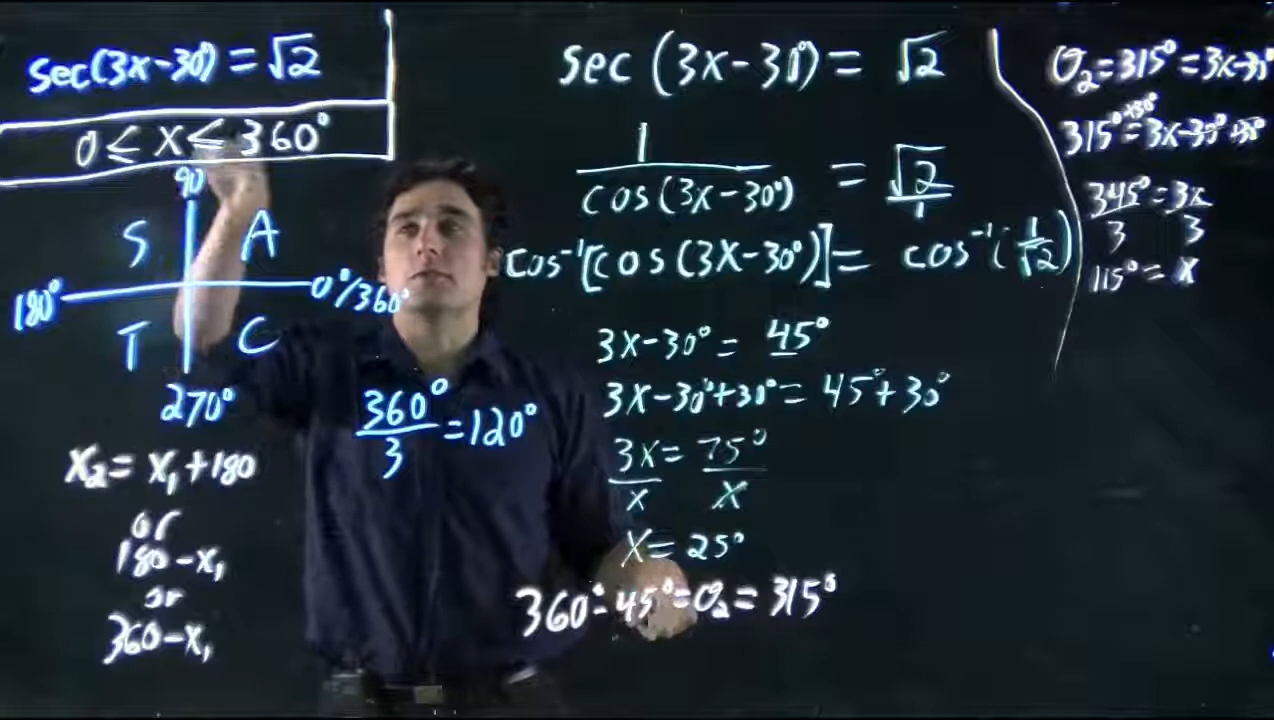 sec(3x-30°) = √2
0 ≤ x ≤ 360°
90
S A
180° 0°/360°
T C
270°
x₂ = x₁ + 180
or
180 - x₁
or
360 - x₁
360°/3 = 120°
sec (3x-30°) = √2
1/cos(3x-30°) = √2/1
cos⁻¹[cos (3x-30°)] = cos⁻¹(1/√2)
3x-30° = 45°
3x-30°+30° = 45°+30°
3x/x = 75°/x
x = 25°
360°-45° = θ₂ = 315°
θ₂ = 315° = 3x-30°
315°+30° = 3x-30°+30°
345°/3 = 3x/3
115° = x